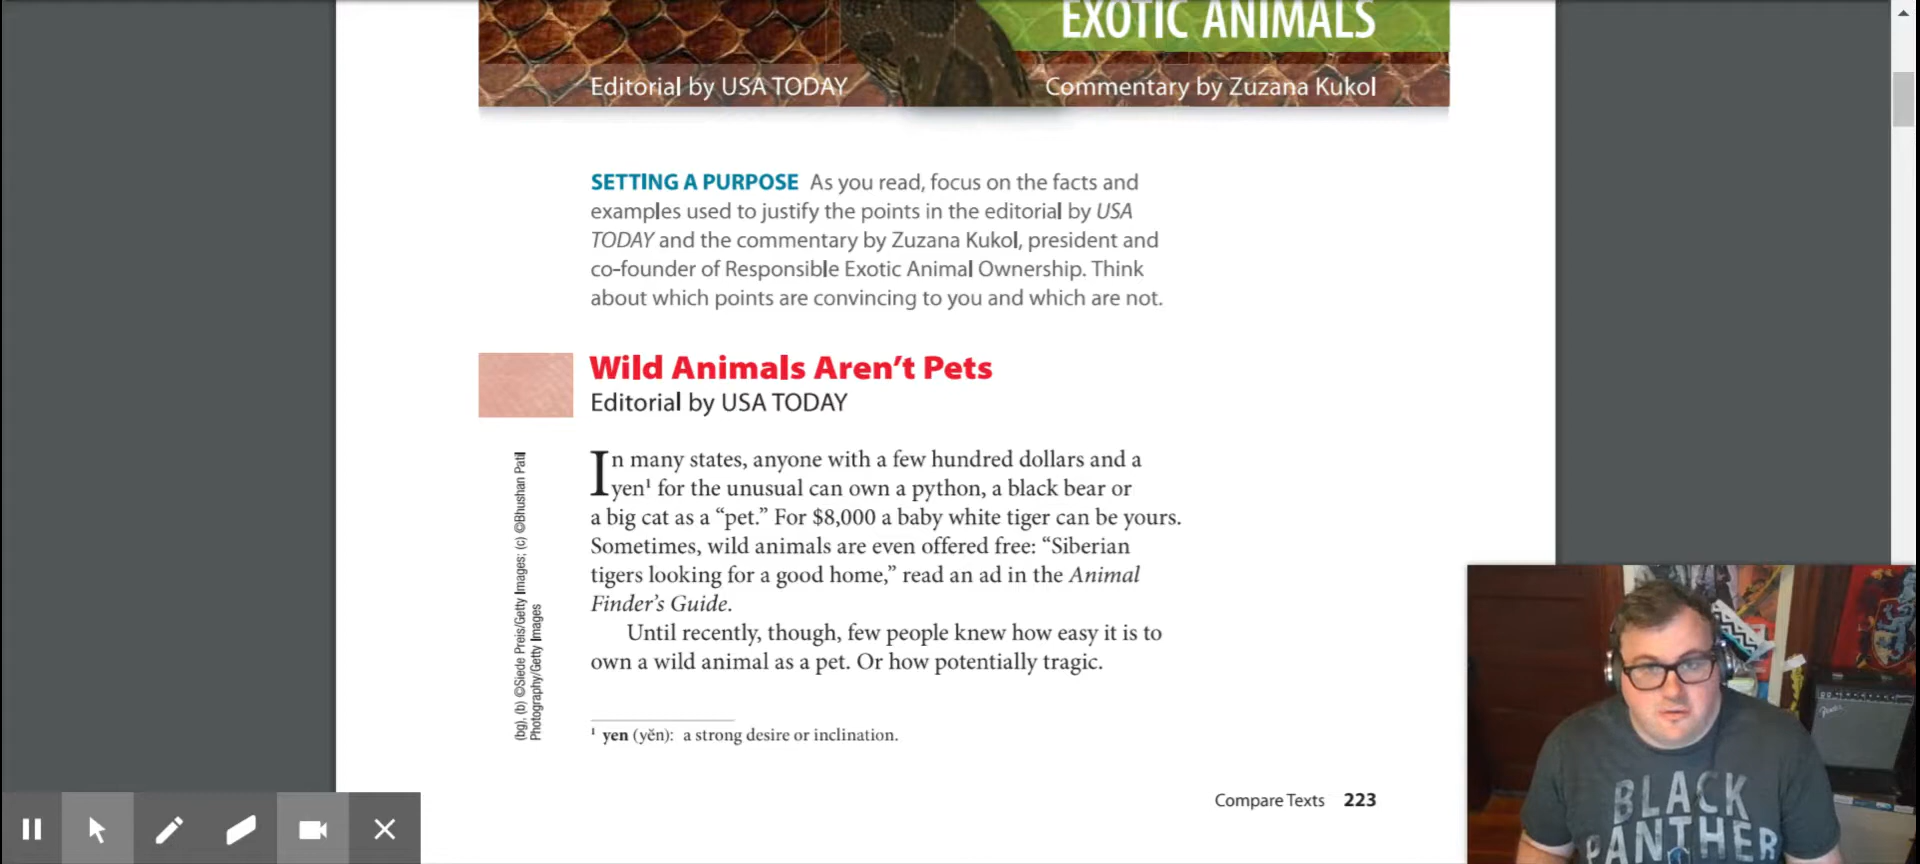 EXOTIC ANIMALS
Editorial by USA TODAY
Commentary by Zuzana Kukol
SETTING A PURPOSE As you read, focus on the facts and
examples used to justify the points in the editorial by USA
TODAY and the commentary by Zuzana Kukol, president and
co-founder of Responsible Exotic Animal Ownership. Think
about which points are convincing to you and which are not.
Wild Animals Aren’t Pets
Editorial by USA TODAY
In many states, anyone with a few hundred dollars and a
yen¹ for the unusual can own a python, a black bear or
a big cat as a “pet.” For $8,000 a baby white tiger can be yours.
Sometimes, wild animals are even offered free: “Siberian
tigers looking for a good home,” read an ad in the Animal
Finder’s Guide.
Until recently, though, few people knew how easy it is to
own a wild animal as a pet. Or how potentially tragic.
¹ yen (yĕn): a strong desire or inclination.
Compare Texts 223
(bg), (b) ©Siede Preis/Getty Images; (c) ©Bhushan Patil
Photography/Getty Images
Fender
BLACK
PANTHER